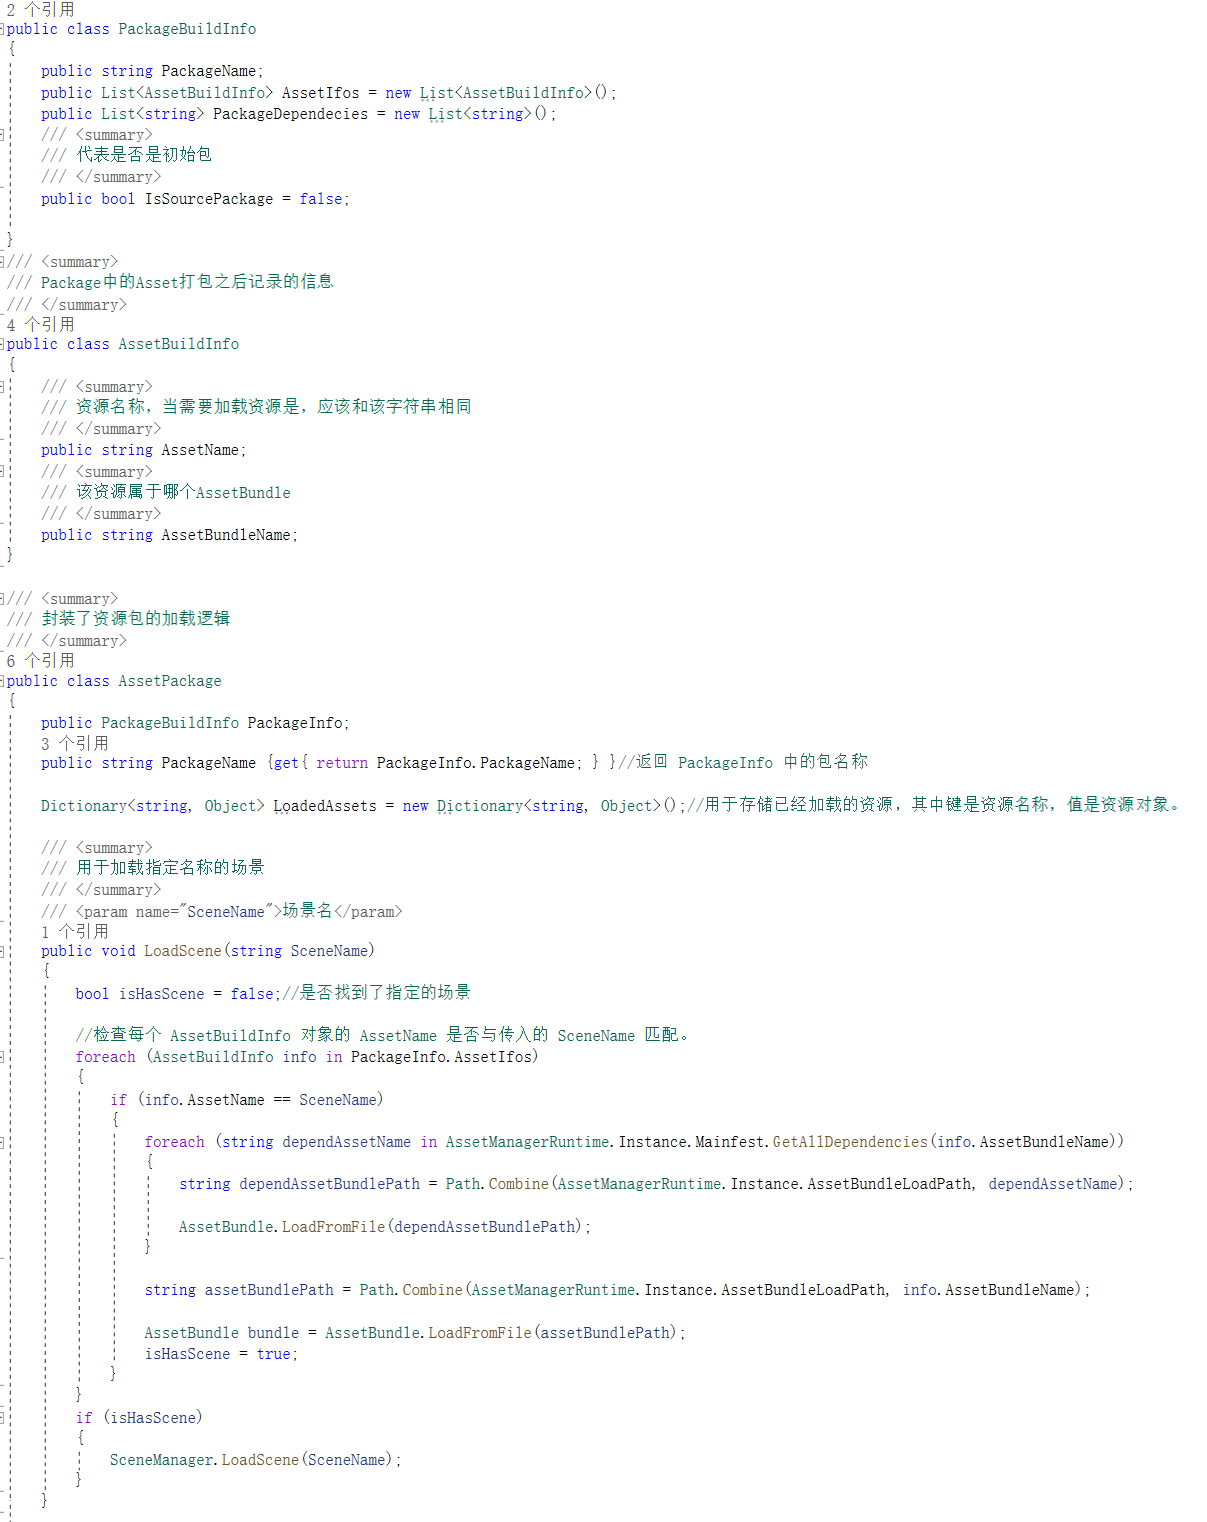 2 个引用
public class PackageBuildInfo
{
public string PackageName;
public List<AssetBuildInfo> AssetIfos = new List<AssetBuildInfo>();
public List<string> PackageDependecies = new List<string>();
/// <summary>
/// 代表是否是初始包
/// </summary>
public bool IsSourcePackage = false;
}
/// <summary>
/// Package中的Asset打包之后记录的信息
/// </summary>
4 个引用
public class AssetBuildInfo
{
/// <summary>
/// 资源名称，当需要加载资源是，应该和该字符串相同
/// </summary>
public string AssetName;
/// <summary>
/// 该资源属于哪个AssetBundle
/// </summary>
public string AssetBundleName;
}
/// <summary>
/// 封装了资源包的加载逻辑
/// </summary>
6 个引用
public class AssetPackage
{
public PackageBuildInfo PackageInfo;
3 个引用
public string PackageName {get{ return PackageInfo.PackageName; } }//返回 PackageInfo 中的包名称
Dictionary<string, Object> LoadedAssets = new Dictionary<string, Object>();//用于存储已经加载的资源，其中键是资源名称，值是资源对象。
/// <summary>
/// 用于加载指定名称的场景
/// </summary>
/// <param name="SceneName">场景名</param>
1 个引用
public void LoadScene(string SceneName)
{
bool isHasScene = false;//是否找到了指定的场景
//检查每个 AssetBuildInfo 对象的 AssetName 是否与传入的 SceneName 匹配。
foreach (AssetBuildInfo info in PackageInfo.AssetIfos)
{
if (info.AssetName == SceneName)
{
foreach (string dependAssetName in AssetManagerRuntime.Instance.Mainfest.GetAllDependencies(info.AssetBundleName))
{
string dependAssetBundlePath = Path.Combine(AssetManagerRuntime.Instance.AssetBundleLoadPath, dependAssetName);
AssetBundle.LoadFromFile(dependAssetBundlePath);
}
string assetBundlePath = Path.Combine(AssetManagerRuntime.Instance.AssetBundleLoadPath, info.AssetBundleName);
AssetBundle bundle = AssetBundle.LoadFromFile(assetBundlePath);
isHasScene = true;
}
}
if (isHasScene)
{
SceneManager.LoadScene(SceneName);
}
}